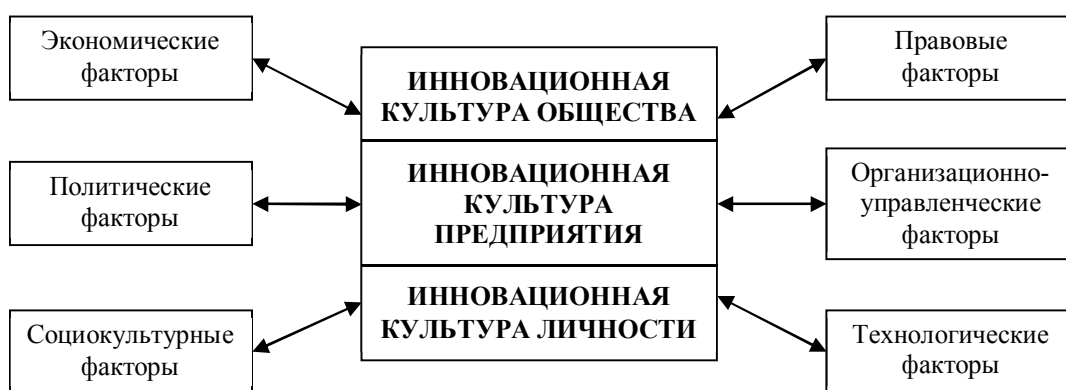 Экономические
факторы
Политические
факторы
Социокультурные
факторы
ИННОВАЦИОННАЯ
КУЛЬТУРА ОБЩЕСТВА
ИННОВАЦИОННАЯ
КУЛЬТУРА
ПРЕДПРИЯТИЯ
ИННОВАЦИОННАЯ
КУЛЬТУРА ЛИЧНОСТИ
Правовые
факторы
Организационно-
управленческие
факторы
Технологические
факторы